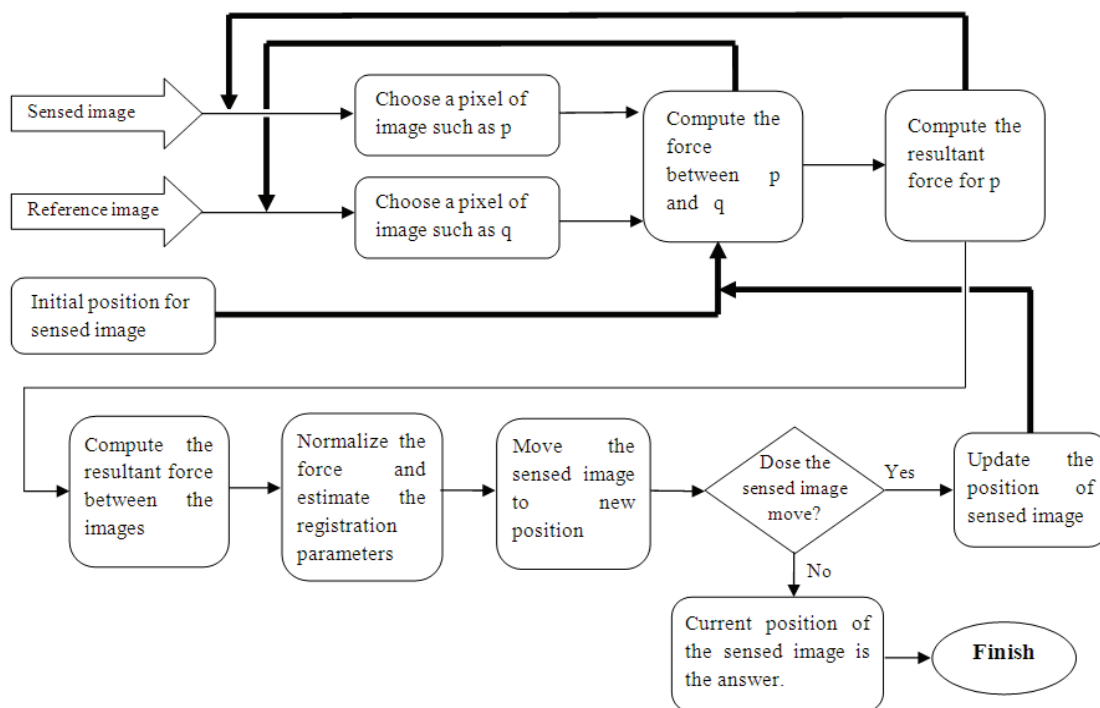 Sensed image
Choose a pixel of
image such as p
Compute the
force
between p
and q
Compute the
resultant
force for p
Reference image
Choose a pixel of
image such as q
Initial position for
sensed image
Compute the
resultant force
between the
images
Normalize the
force and
estimate the
registration
parameters
Move the
sensed image
to new
position
Dose the
sensed image
move?
Yes
Update the
position of
sensed image
No
Current position of
the sensed image is
the answer.
Finish